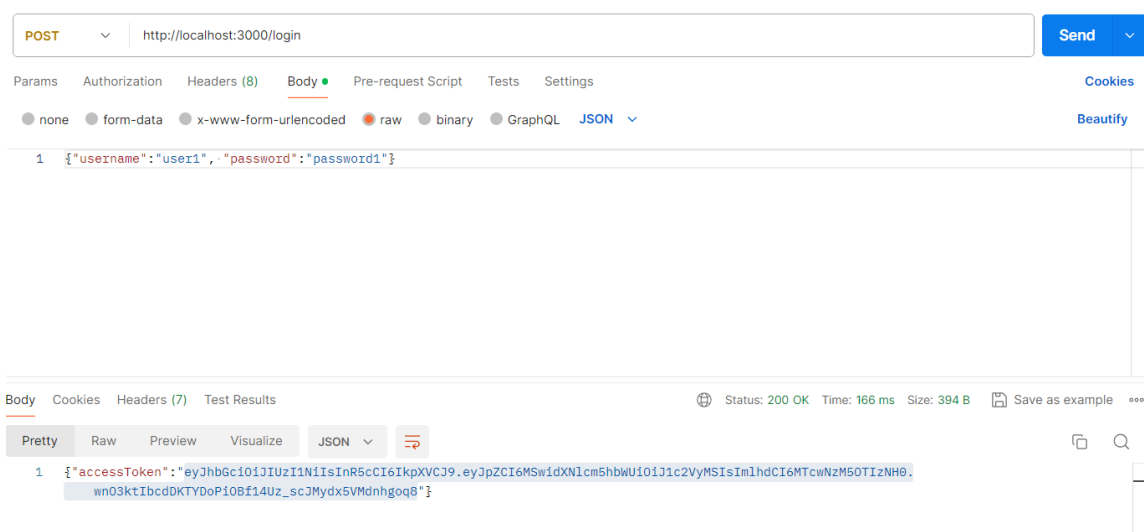 POST http://localhost:3000/login Send
Params Authorization Headers (8) Body Pre-request Script Tests Settings Cookies
none form-data x-www-form-urlencoded raw binary GraphQL JSON Beautify
1 {"username":"user1", "password":"password1"}
Body Cookies Headers (7) Test Results Status: 200 OK Time: 166 ms Size: 394 B Save as example
Pretty Raw Preview Visualize JSON
1 {"accessToken":"eyJhbGciOiJIUzI1NiIsInR5cCI6IkpXVCJ9.eyJpZCI6MSwidXNlcm5hbWUiOiJ1c2VyMSIsImlhdCI6MTcwNzM5OTIzNH0.
wnO3ktIbcdDKTYDoPiOBf14Uz_scJMydx5VMdnhgoq8"}